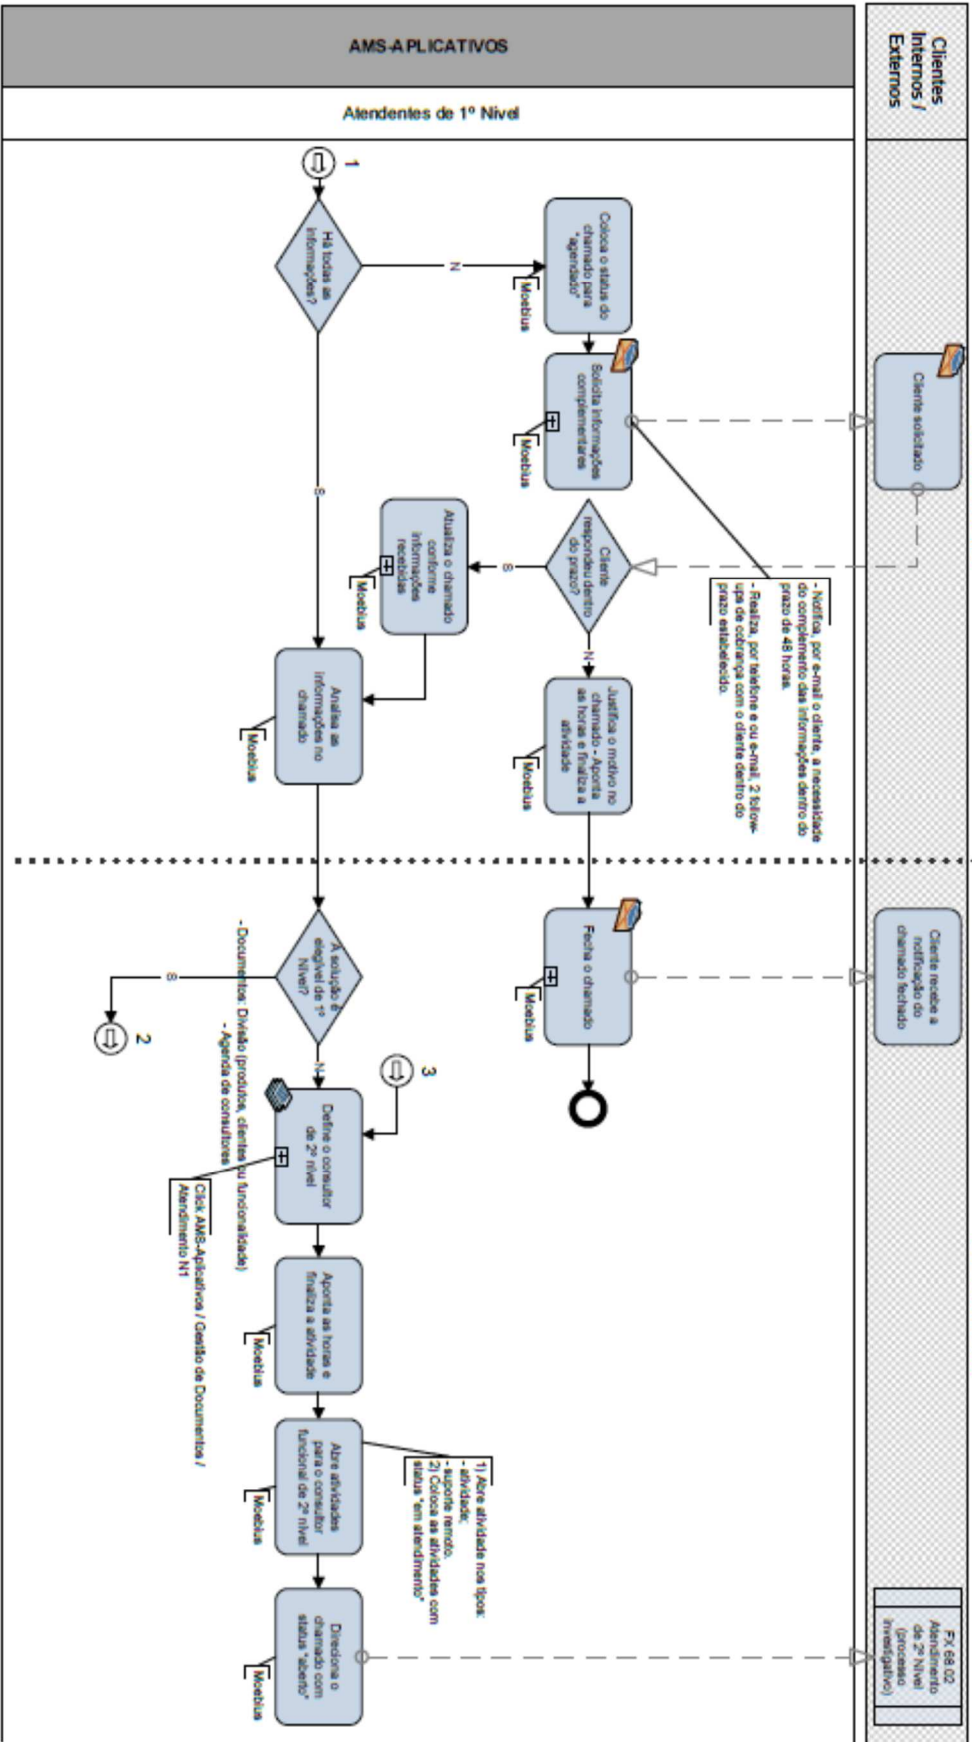 Clientes
Internos /
Externos
Cliente solicitado
Cliente recebe a
notificação do
chamado fechado
FX 68.02
Atendimento
de 2º Nível
(processo
investigativo)
AMS-APLICATIVOS
Atendentes de 1º Nível
1
Há todas as
informações?
N
S
Coloca o status do
chamado para
"agendado"
Moebius
Solicita informações
complementares
Moebius
- Notifica, por e-mail o cliente, a necessidade
do complemento das informações dentro do
prazo de 48 horas.
- Realiza, por telefone e ou e-mail, 2 follow-
ups de cobrança com o cliente dentro do
prazo estabelecido.
Cliente
respondeu dentro
do prazo?
S
N
Atualiza o chamado
conforme
informações
recebidas
Moebius
Justifica o motivo no
chamado - Aponta
as horas e finaliza a
atividade
Moebius
Fecha o chamado
Moebius
Analisa as
informações no
chamado
Moebius
A solução é
elegível de 1º
Nível?
S
N
2
3
Define o consultor
de 2º nível
- Documentos: Divisão (produtos, clientes ou funcionalidade)
- Agenda de consultores
Click AMS-Aplicativos / Gestão de Documentos /
Atendimento N1
Aponta as horas e
finaliza a atividade
Moebius
Abre atividades
para o consultor
funcional de 2º nível
Moebius
1) Abre atividade nos tipos:
- atividade;
- suporte remoto.
2) Coloca as atividades com
status "em atendimento"
Direciona o
chamado com
status "aberto"
Moebius